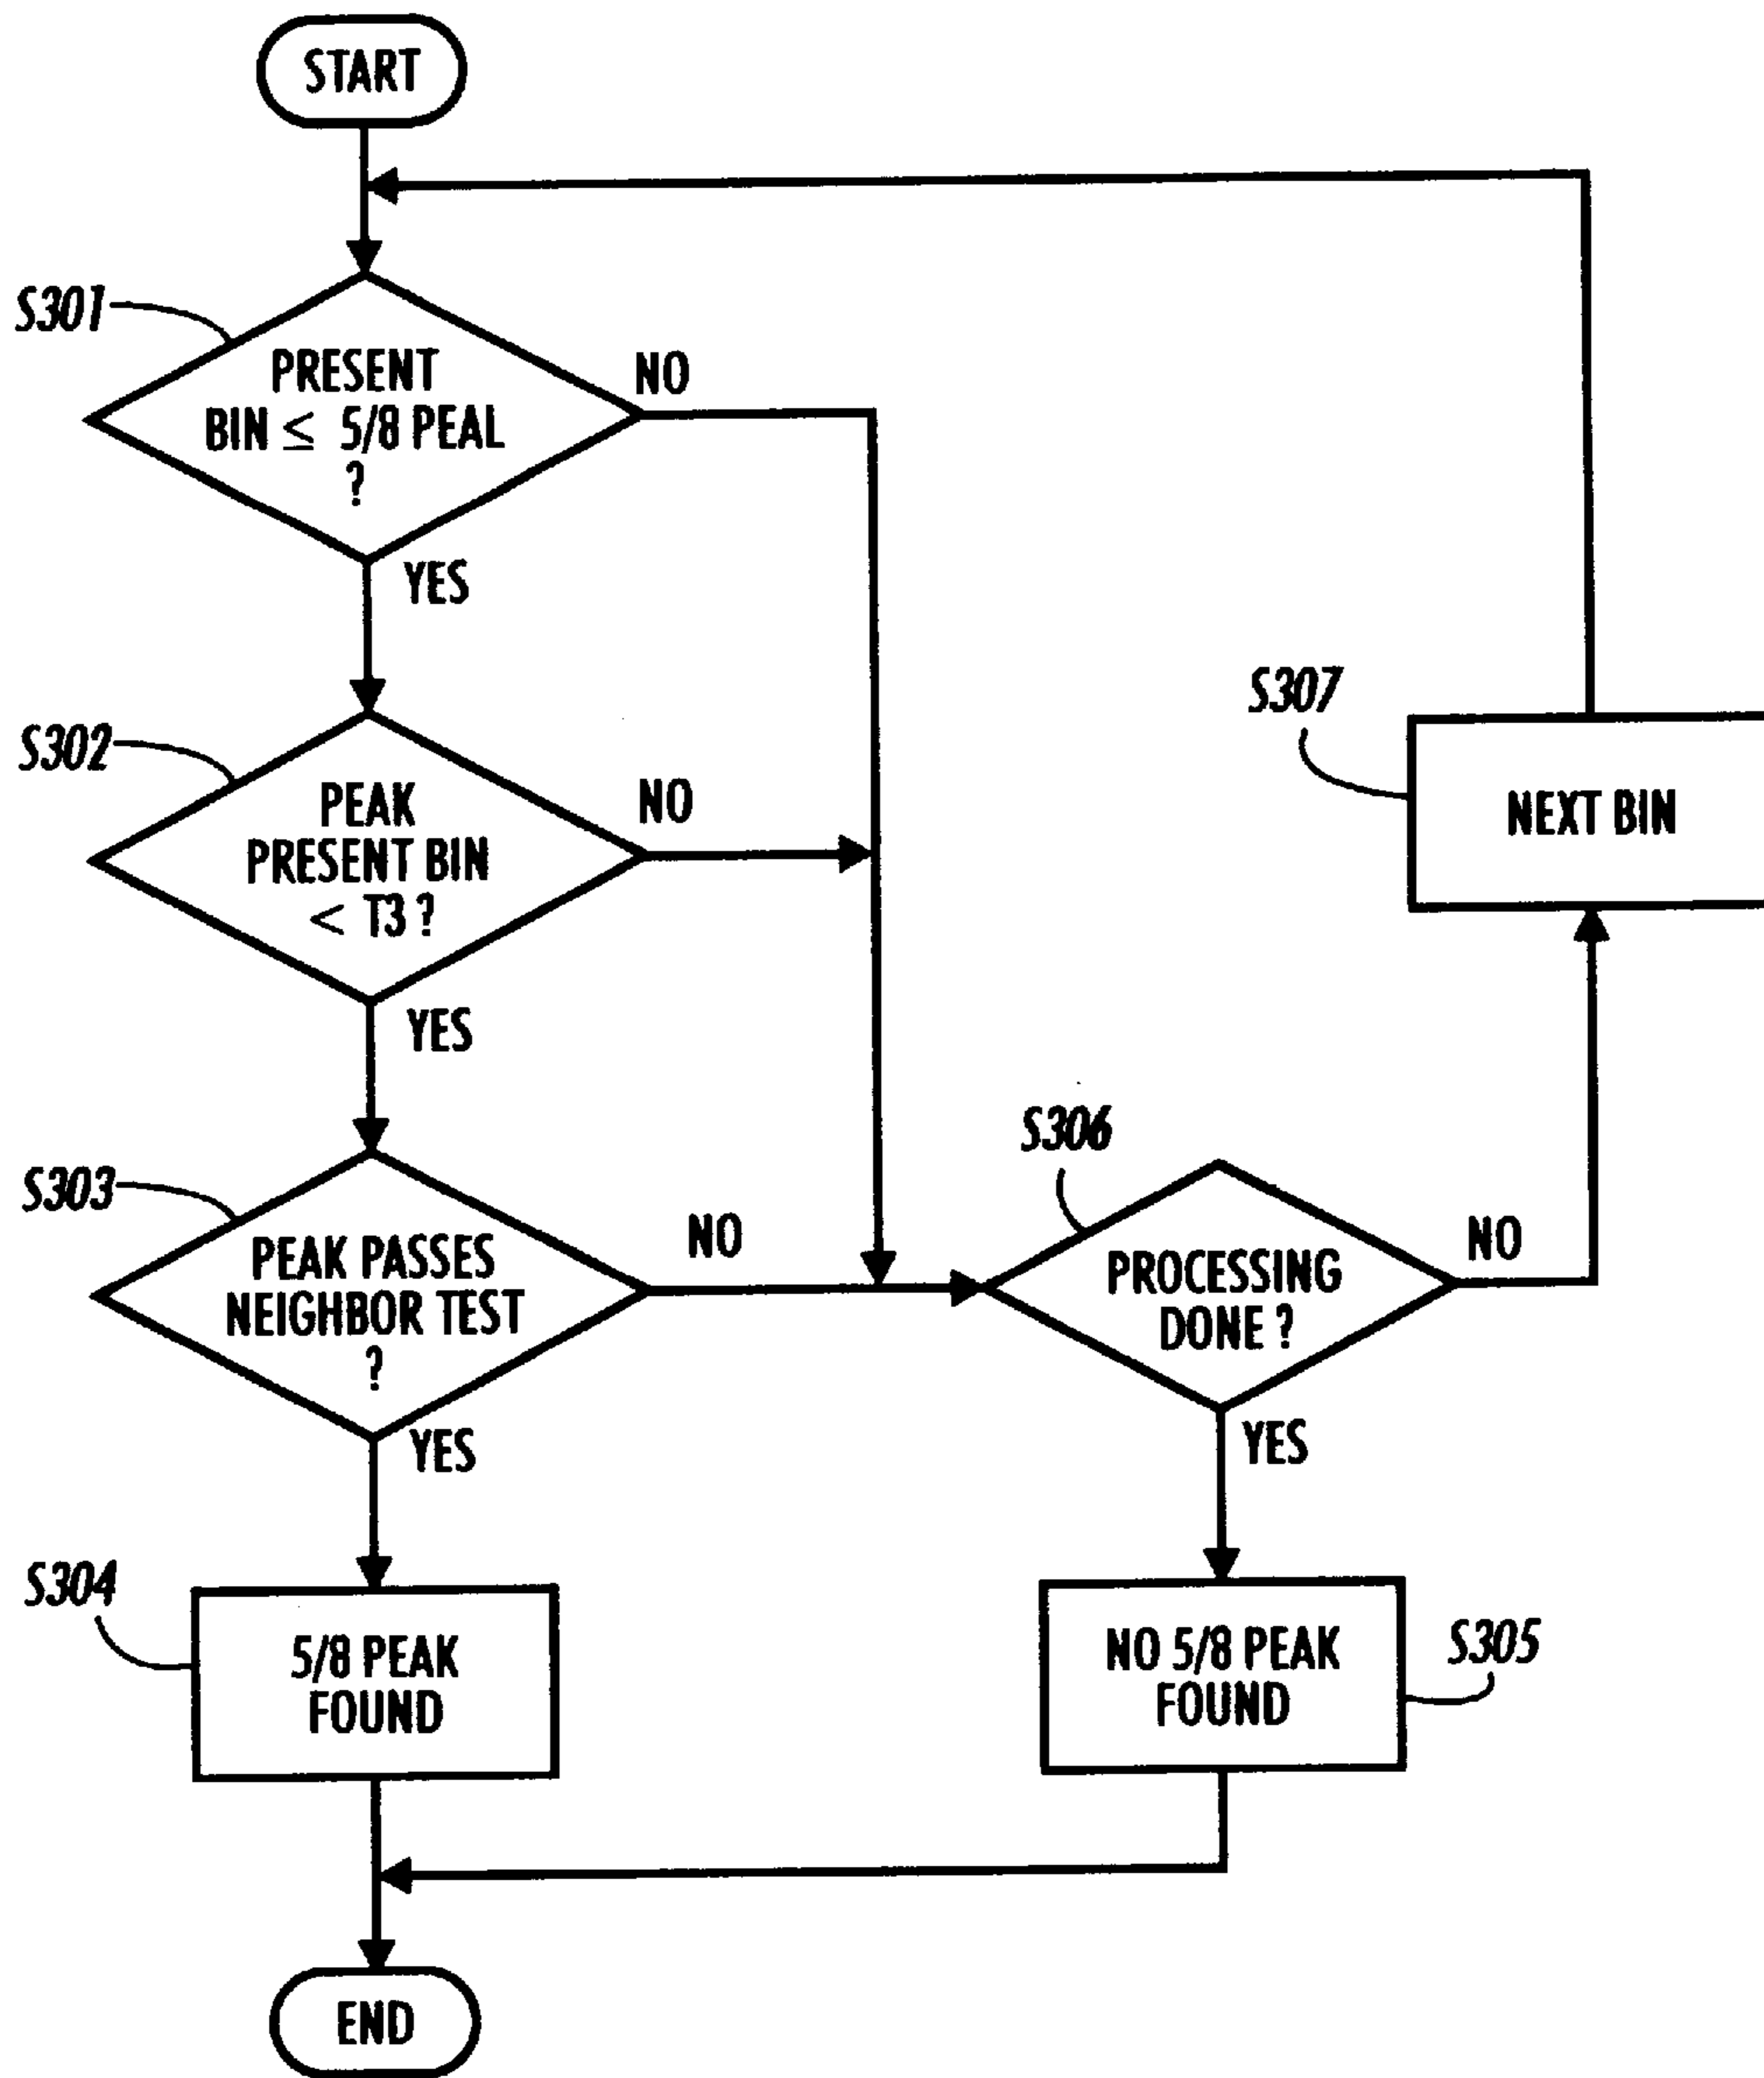 START
S301
PRESENT
BIN ≤ 5/8 PEAL
?
NO
YES
S302
PEAK
PRESENT BIN
< T3 ?
NO
YES
S303
PEAK PASSES
NEIGHBOR TEST
?
NO
YES
S304
5/8 PEAK
FOUND
S306
PROCESSING
DONE ?
NO
YES
S307
NEXT BIN
NO 5/8 PEAK
FOUND
S305
END